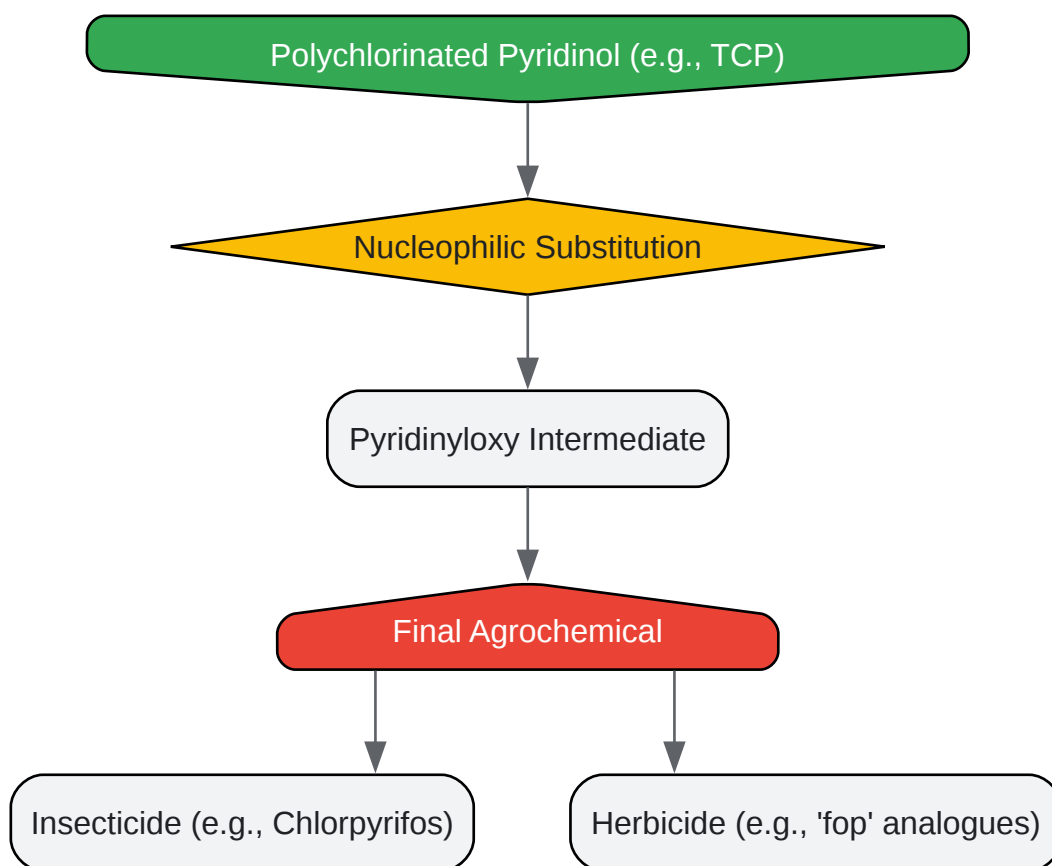 Polychlorinated Pyridinol (e.g., TCP)
Nucleophilic Substitution
Pyridinyloxy Intermediate
Final Agrochemical
Insecticide (e.g., Chlorpyrifos)
Herbicide (e.g., 'fop' analogues)